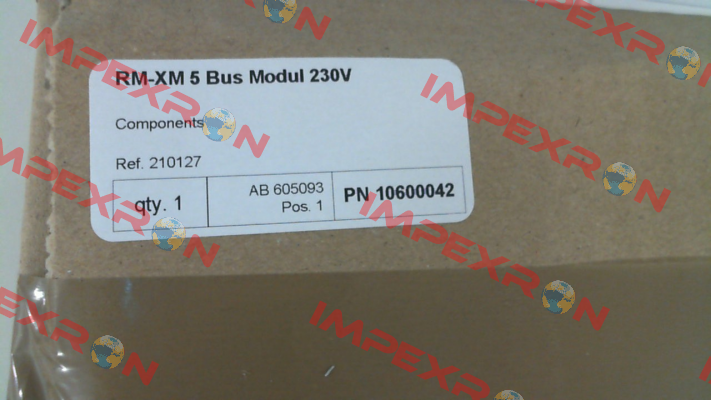 RM-XM 5 Bus Modul 230V
Components
Ref. 210127
qty. 1
AB 605093
Pos. 1
PN 10600042
IMPEXRON
IMPEXRON
IMPEXRON
IMPEXRON
IMPEXRON
IMPEXRON
IMPEXRON